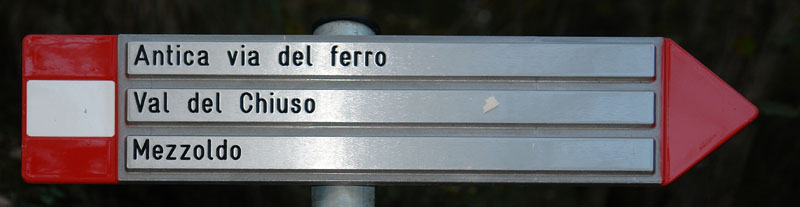 Antica via del ferro
Val del Chiuso
Mezzoldo